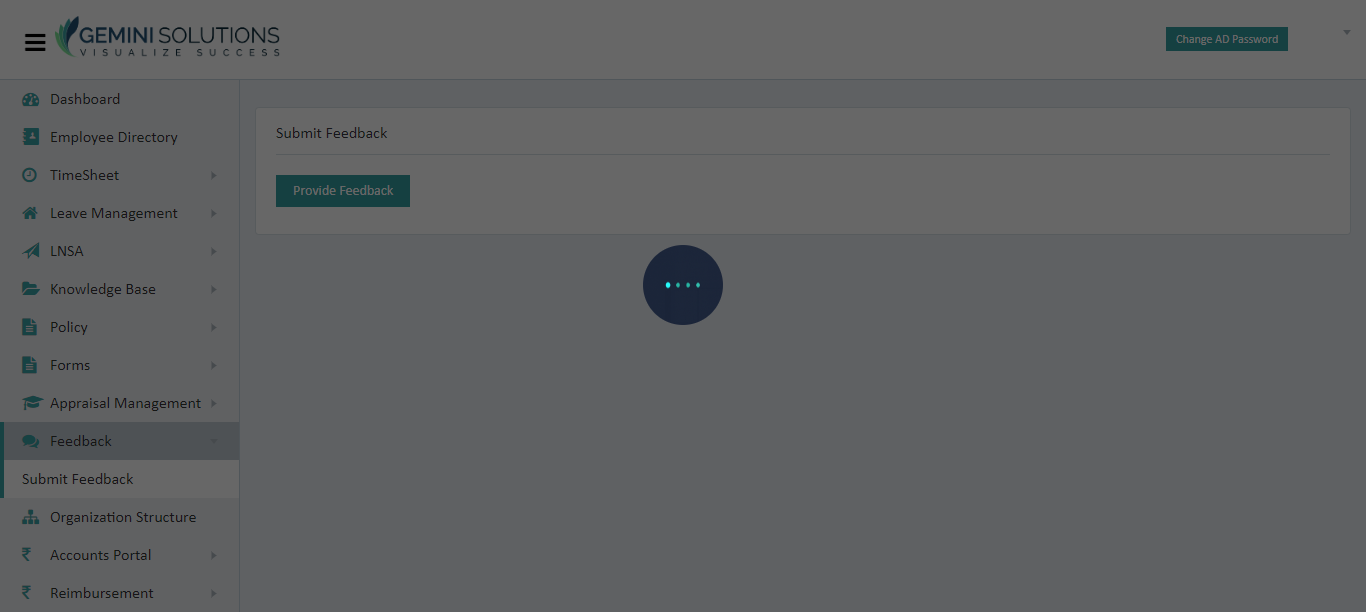 GEMINI SOLUTIONS
VISUALIZE SUCCESS
Change AD Password
Dashboard
Employee Directory
TimeSheet
Leave Management
LNSA
Knowledge Base
Policy
Forms
Appraisal Management
Feedback
Submit Feedback
Organization Structure
₹ Accounts Portal
₹ Reimbursement
Submit Feedback
Provide Feedback